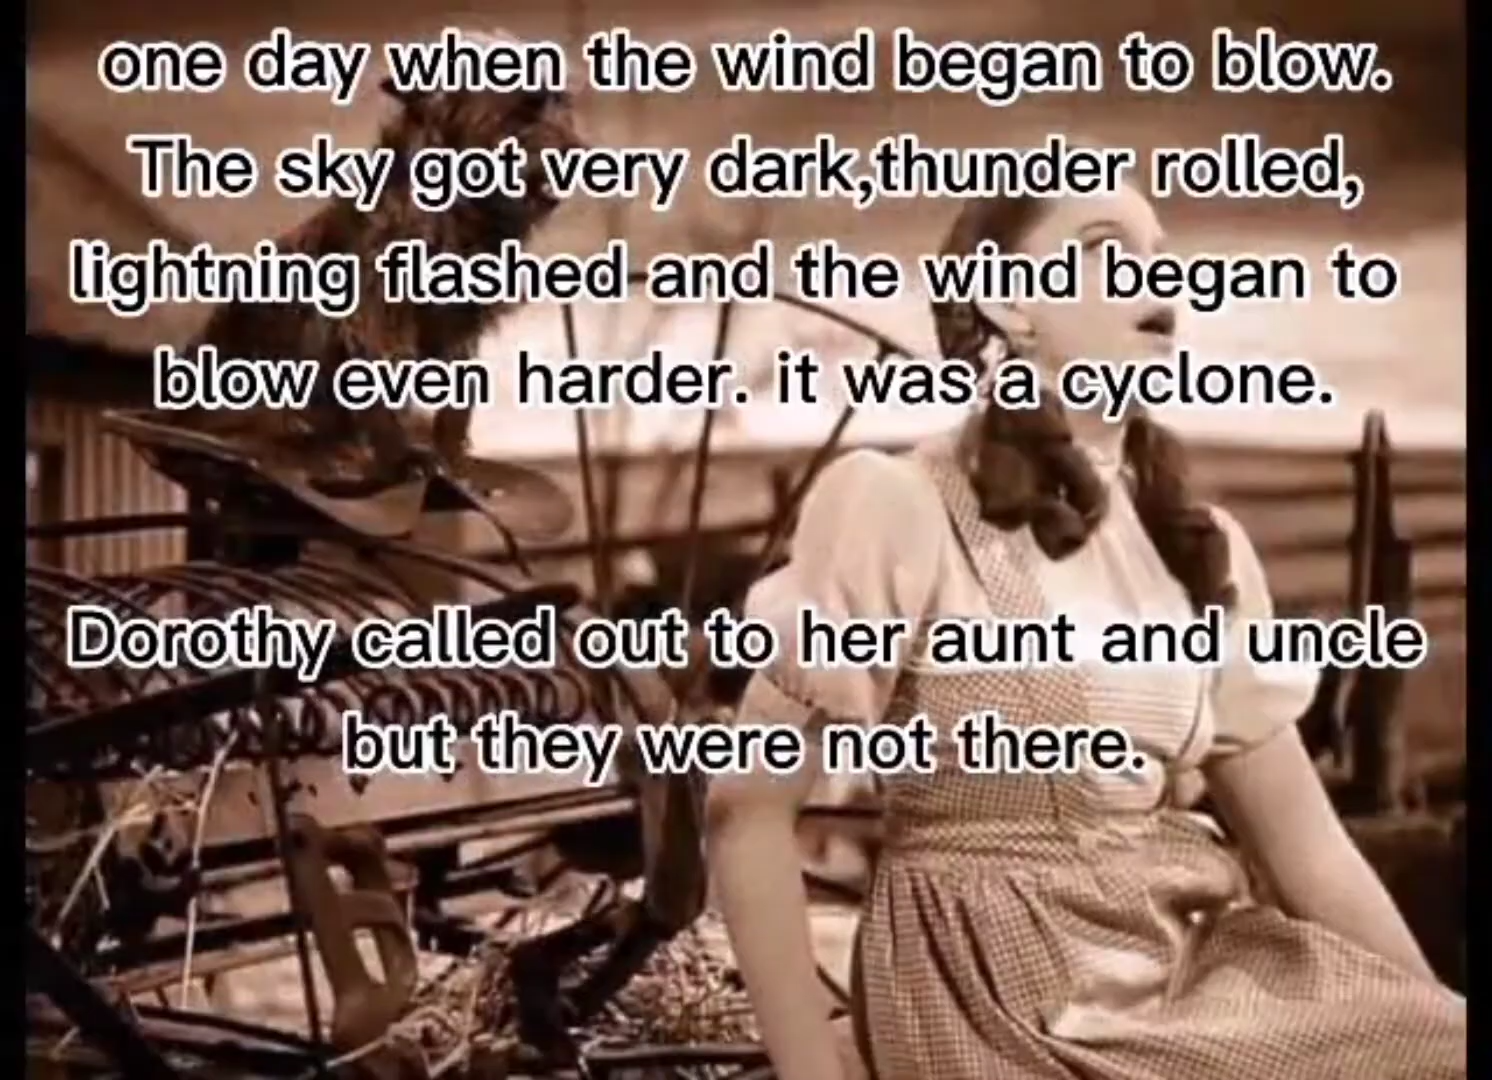 one day when the wind began to blow.
The sky got very dark,thunder rolled,
lightning flashed and the wind began to
blow even harder. it was a cyclone.
Dorothy called out to her aunt and uncle
but they were not there.